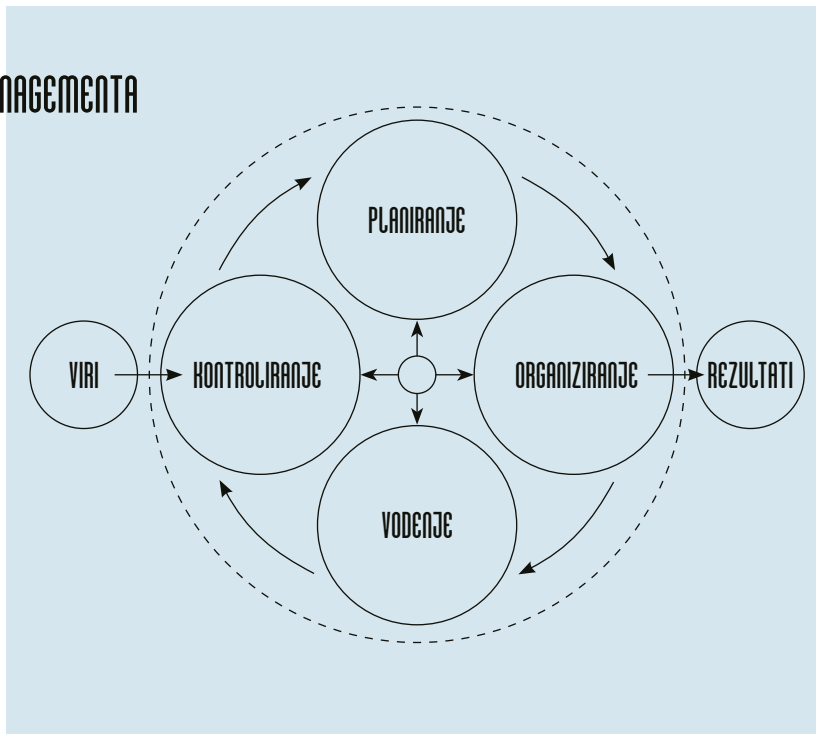 NAGEMENTA
PLANIRANJE
VIRI
KONTROLIRANJE
ORGANIZIRANJE
REZULTATI
VODENJE